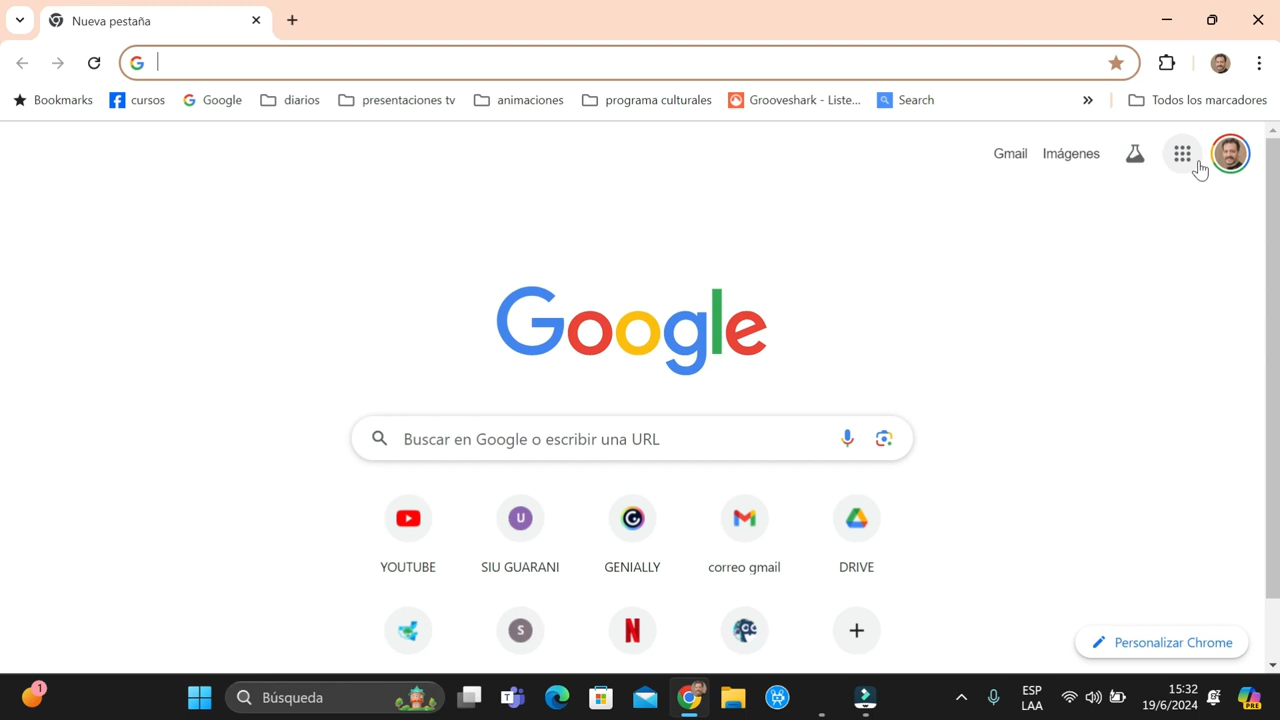 Nueva pestaña
Bookmarks cursos Google diarios presentaciones tv animaciones programa culturales Grooveshark - Liste... Search » Todos los marcadores
Gmail Imágenes
Google
Buscar en Google o escribir una URL
YOUTUBE U SIU GUARANI GENIALLY correo gmail DRIVE
S N
Personalizar Chrome
1 Búsqueda ESP LAA 15:32 19/6/2024 PRE